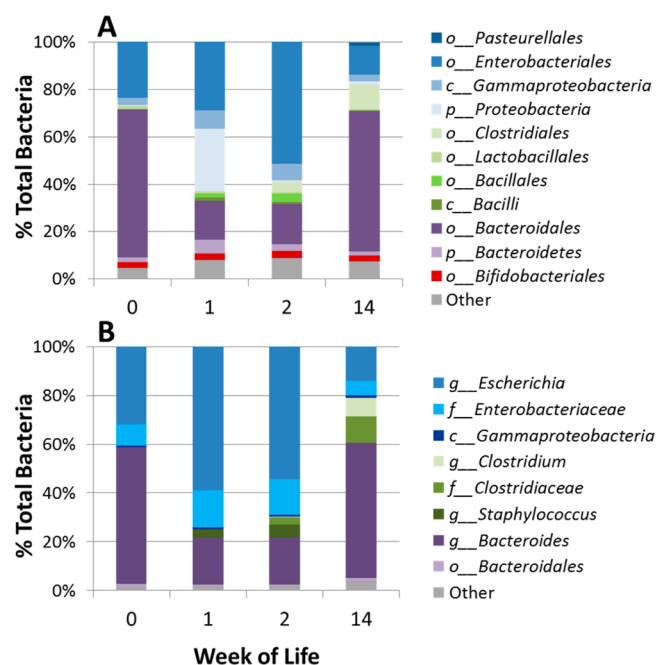 A
100%
80%
60%
40%
20%
0%
% Total Bacteria
0 1 2 14
o__Pasteurellales
o__Enterobacteriales
c__Gammaproteobacteria
p__Proteobacteria
o__Clostridiales
o__Lactobacillales
o__Bacillales
c__Bacilli
o__Bacteroidales
p__Bacteroidetes
o__Bifidobacteriales
Other
B
100%
80%
60%
40%
20%
0%
% Total Bacteria
0 1 2 14
Week of Life
g__Escherichia
f__Enterobacteriaceae
c__Gammaproteobacteria
g__Clostridium
f__Clostridiaceae
g__Staphylococcus
g__Bacteroides
o__Bacteroidales
Other